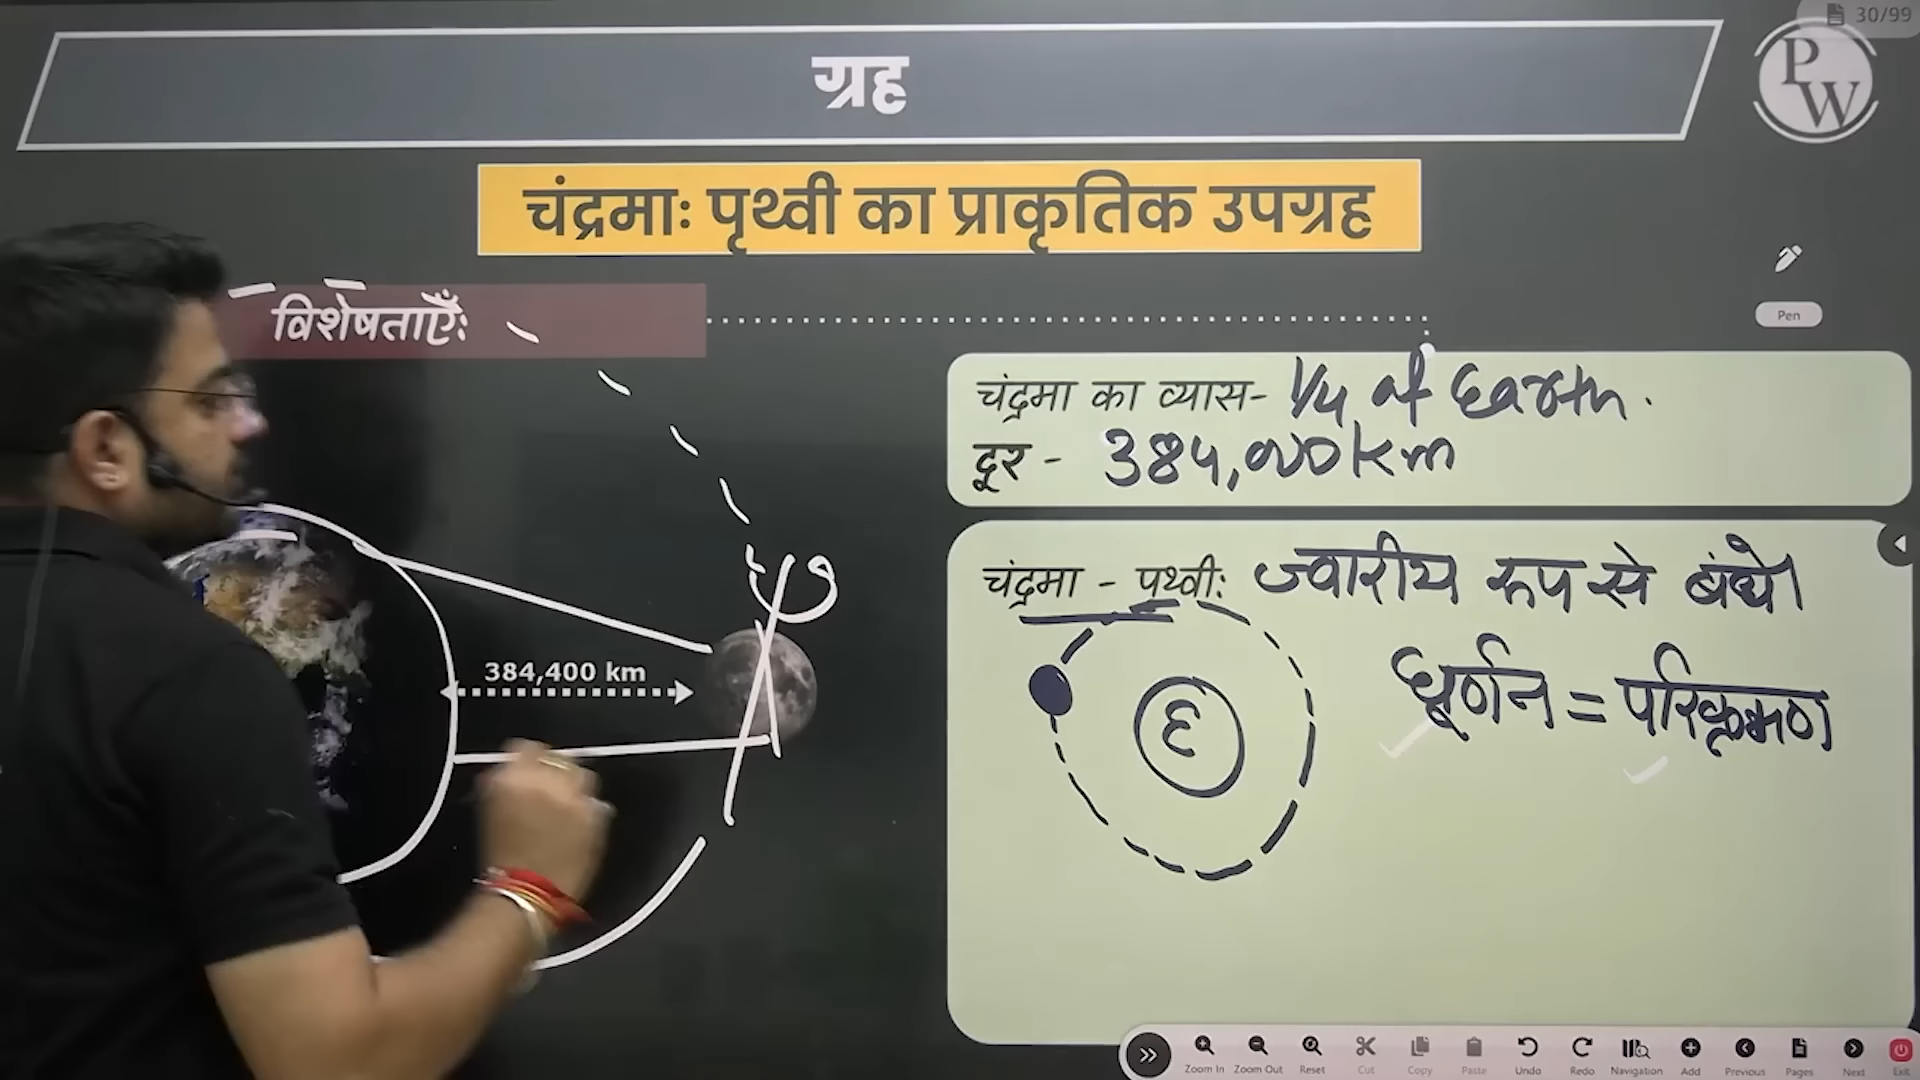 30/99
ग्रह
PW
चंद्रमाः पृथ्वी का प्राकृतिक उपग्रह
विशेषताएँः
Pen
चंद्रमा का व्यास- 1/4 of Earth.
दूर - 384,000km
चंद्रमा - पृथ्वी: ज्वारीय रूप से बंधे।
384,400 km
E
घूर्णन = परिक्रमण
Zoom In Zoom Out Reset Cut Copy Paste Undo Redo Navigation Add Previous Pages Next Exit